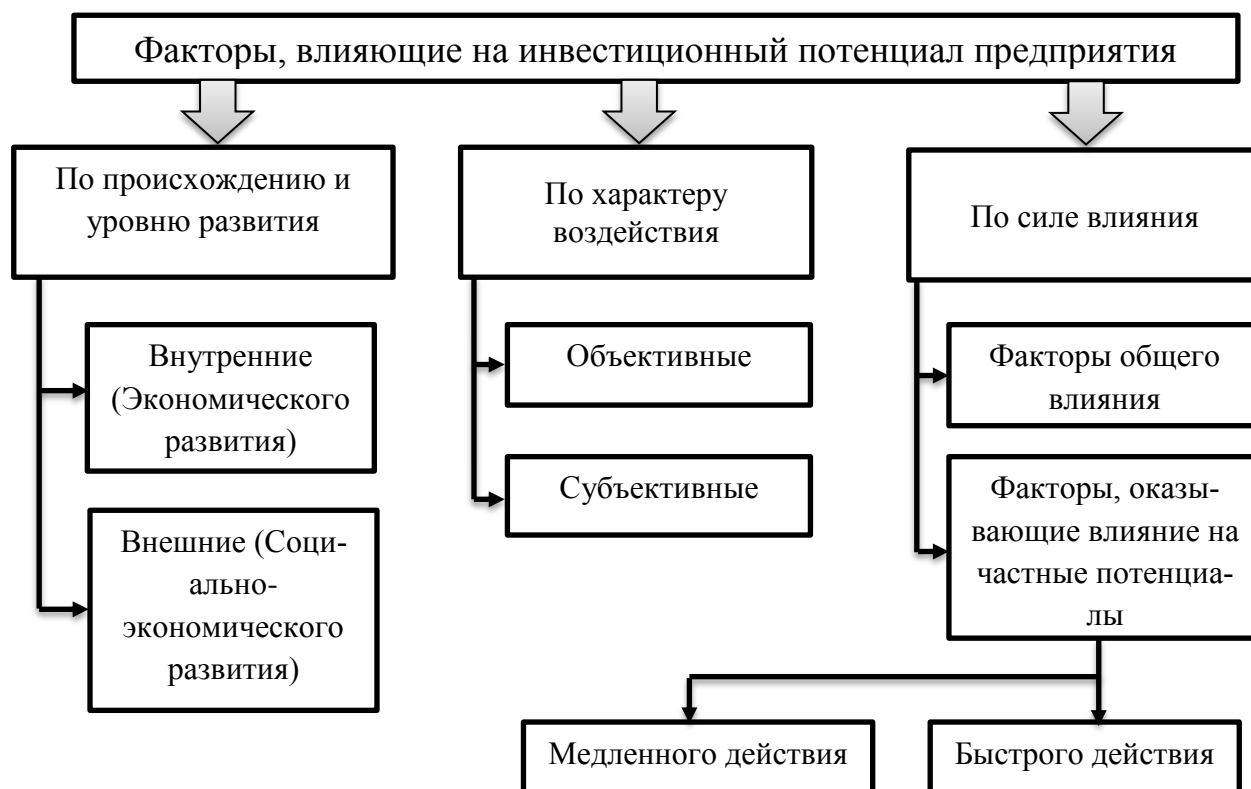 Факторы, влияющие на инвестиционный потенциал предприятия
По происхождению и
уровню развития
Внутренние
(Экономического
развития)
Внешние (Соци-
ально-
экономического
развития)
По характеру
воздействия
Объективные
Субъективные
По силе влияния
Факторы общего
влияния
Факторы, оказы-
вающие влияние на
частные потенциа-
лы
Медленного действия
Быстрого действия